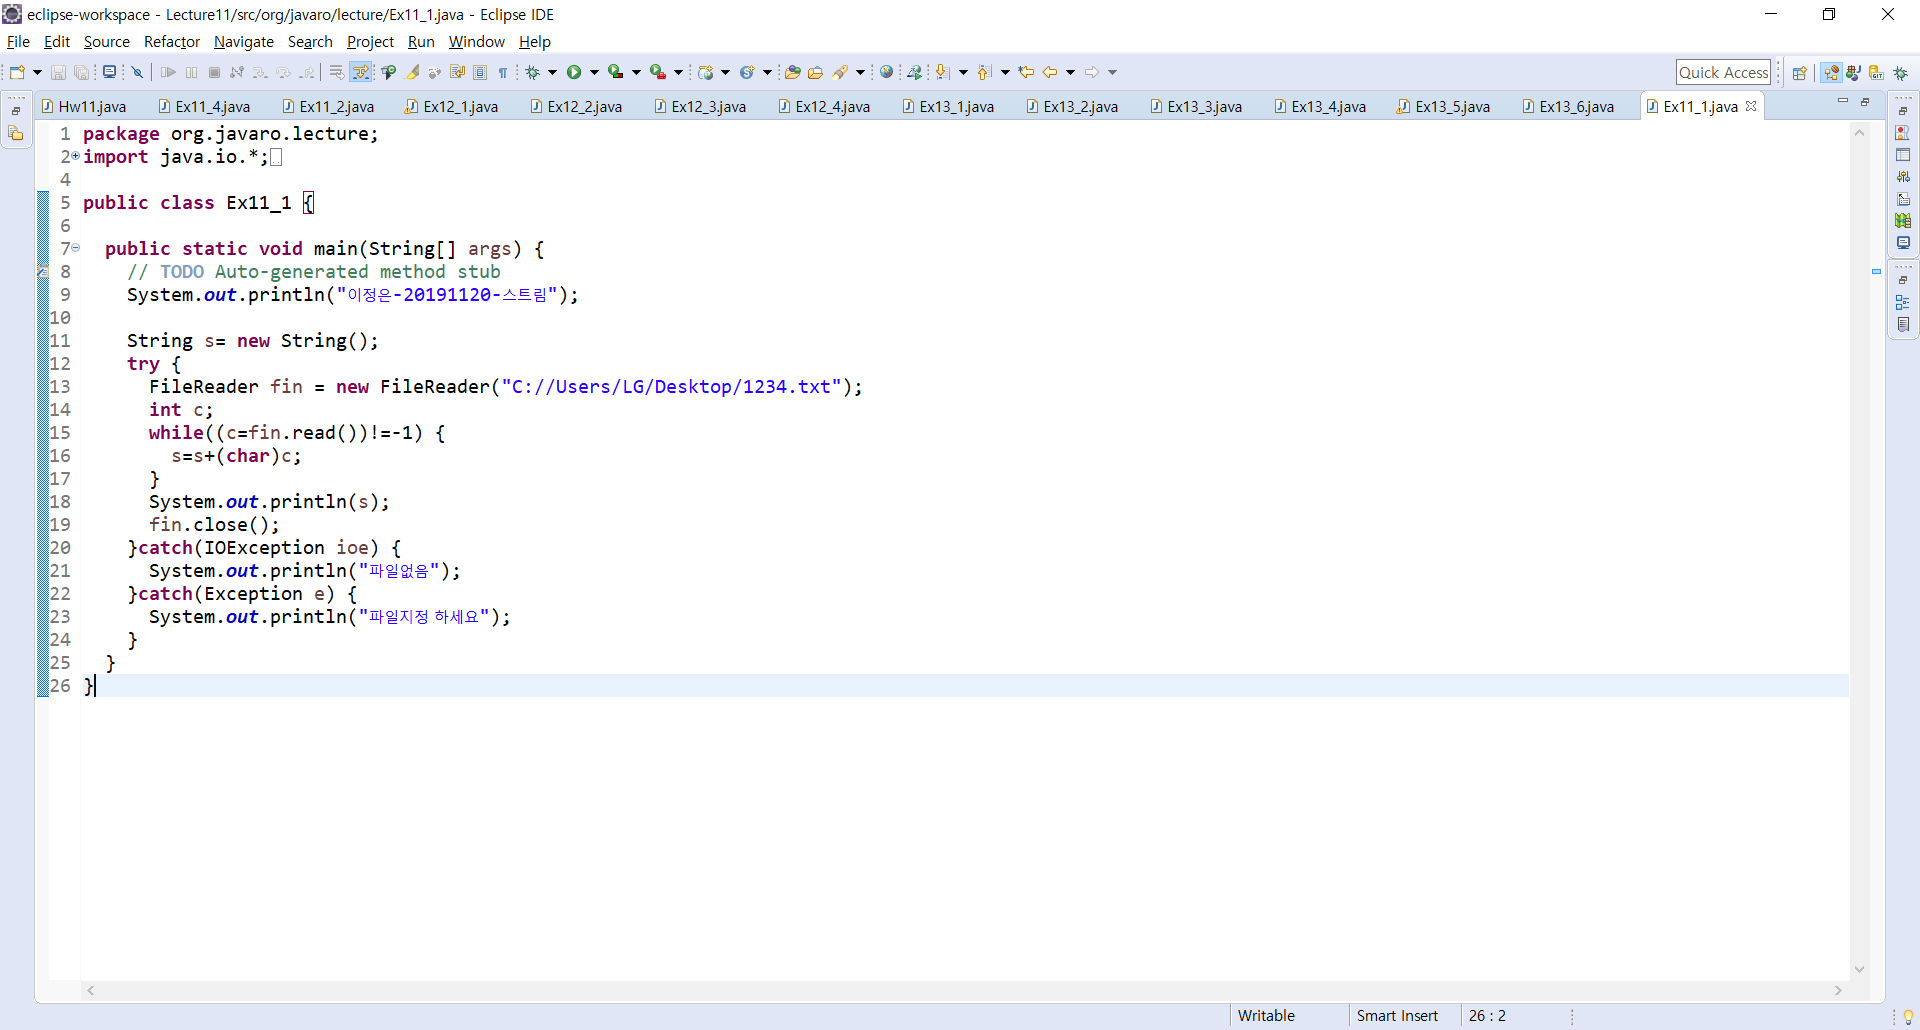 eclipse-workspace - Lecture11/src/org/javaro/lecture/Ex11_1.java - Eclipse IDE
File Edit Source Refactor Navigate Search Project Run Window Help
Quick Access
Hw11.java Ex11_4.java Ex11_2.java Ex12_1.java Ex12_2.java Ex12_3.java Ex12_4.java Ex13_1.java Ex13_2.java Ex13_3.java Ex13_4.java Ex13_5.java Ex13_6.java Ex11_1.java
1 package org.javaro.lecture;
2 import java.io.*;
4
5 public class Ex11_1 {
6
7 public static void main(String[] args) {
8 // TODO Auto-generated method stub
9 System.out.println("이정은-20191120-스트림");
10
11 String s= new String();
12 try {
13 FileReader fin = new FileReader("C://Users/LG/Desktop/1234.txt");
14 int c;
15 while((c=fin.read())!=-1) {
16 s=s+(char)c;
17 }
18 System.out.println(s);
19 fin.close();
20 }catch(IOException ioe) {
21 System.out.println("파일없음");
22 }catch(Exception e) {
23 System.out.println("파일지정 하세요");
24 }
25 }
26 }
Writable Smart Insert 26 : 2